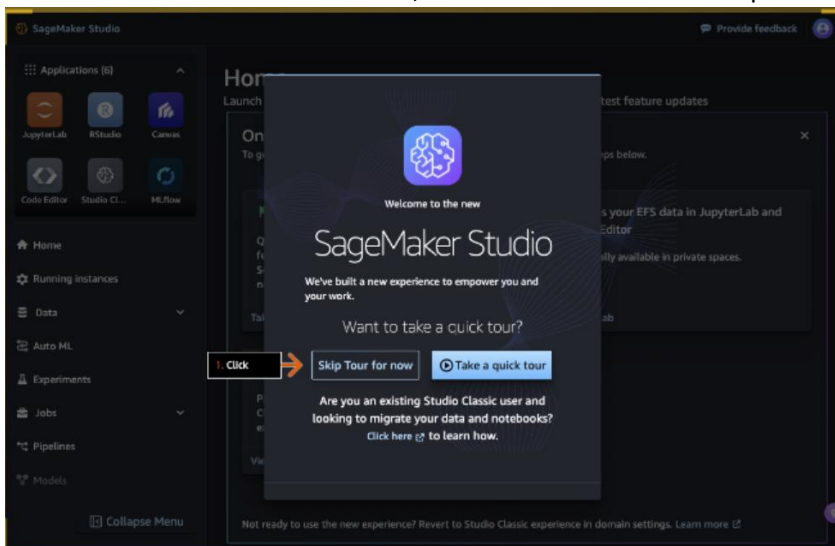 SageMaker Studio
Provide feedback
Applications (6)
JupyterLab
RStudio
Canvas
Code Editor
Studio Cl...
MLflow
Home
Running instances
Data
Auto ML
Experiments
Jobs
Pipelines
Models
Collapse Menu
Launch
test feature updates
On
To g
ps below.
s your EFS data in JupyterLab and
Editor
lly available in private spaces.
Welcome to the new
SageMaker Studio
We've built a new experience to empower you and
your work.
Want to take a quick tour?
1. Click
Skip Tour for now
Take a quick tour
Are you an existing Studio Classic user and
looking to migrate your data and notebooks?
Click here to learn how.
Not ready to use the new experience? Revert to Studio Classic experience in domain settings. Learn more